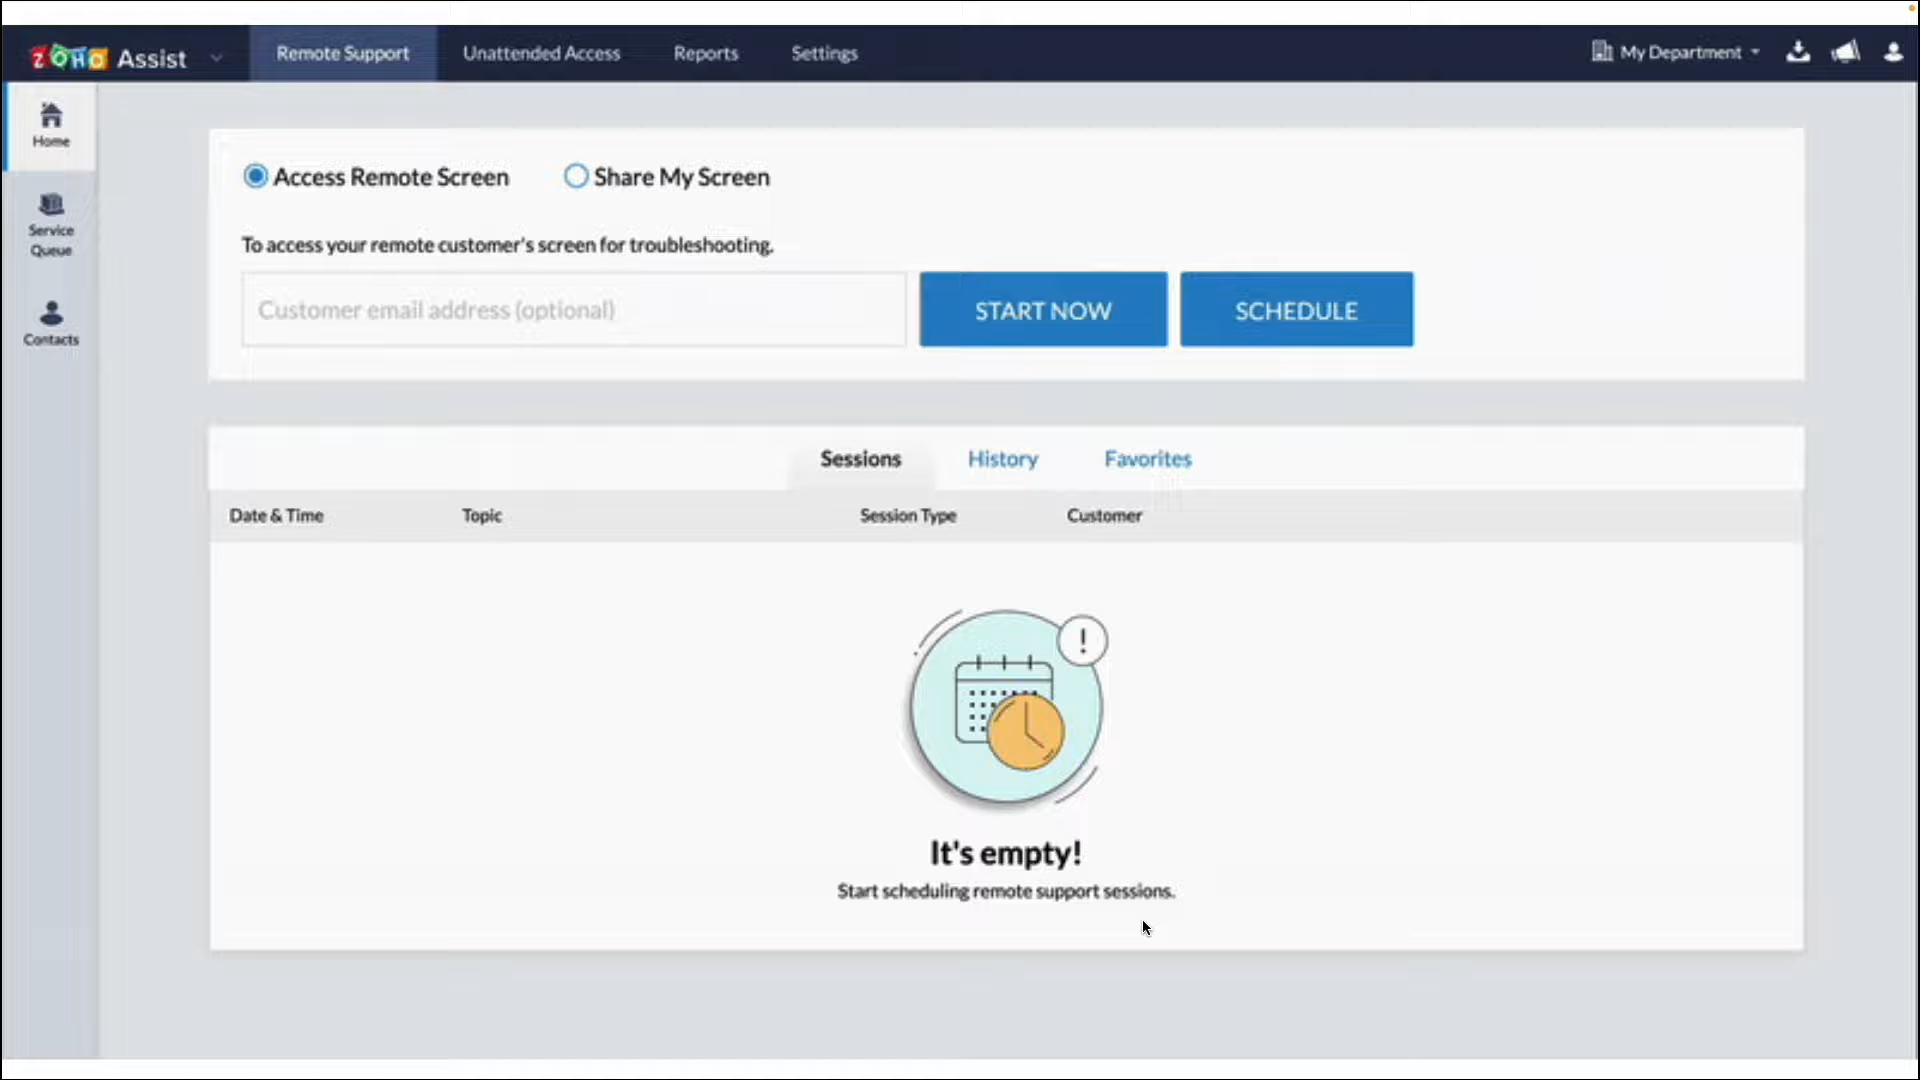 ZOHO Assist
Remote Support
Unattended Access
Reports
Settings
My Department
Home
Service
Queue
Contacts
Access Remote Screen
Share My Screen
To access your remote customer's screen for troubleshooting.
Customer email address (optional)
START NOW
SCHEDULE
Sessions
History
Favorites
Date & Time
Topic
Session Type
Customer
!
It's empty!
Start scheduling remote support sessions.